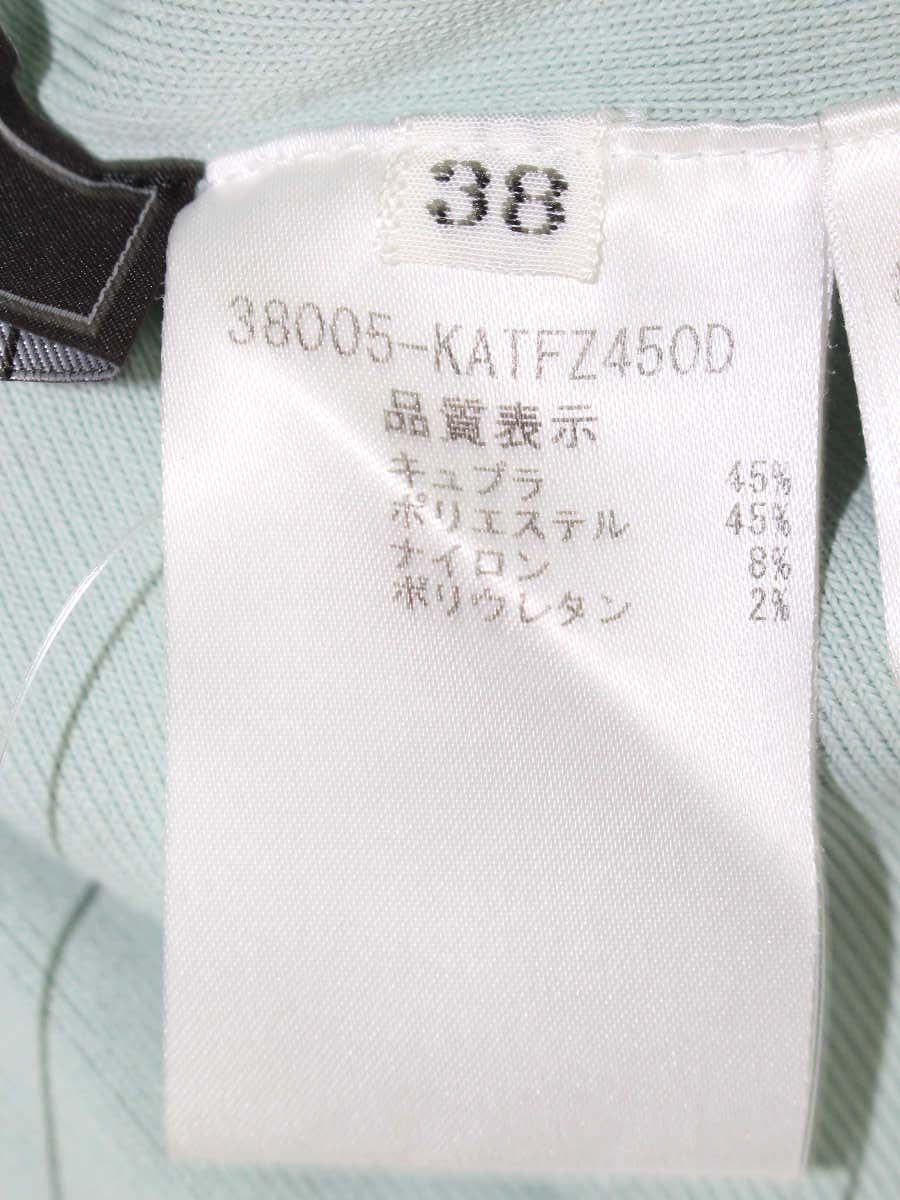 38
38005-KATFZ450D
品質表示
キュプラ 45%
ポリエステル 45%
ナイロン 8%
ポリウレタン 2%